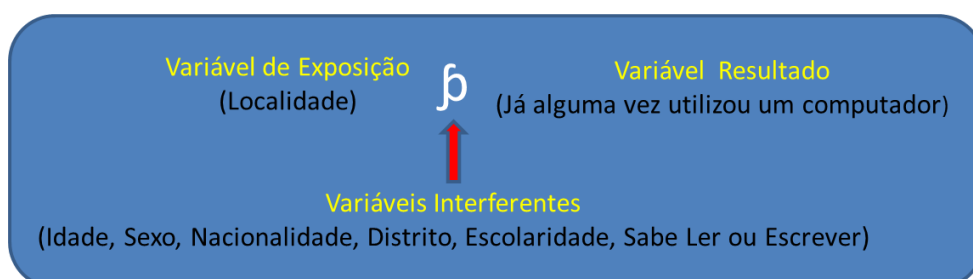 Variável de Exposição Variável Resultado
(Localidade) (Já alguma vez utilizou um computador)
Variáveis Interferentes
(Idade, Sexo, Nacionalidade, Distrito, Escolaridade, Sabe Ler ou Escrever)